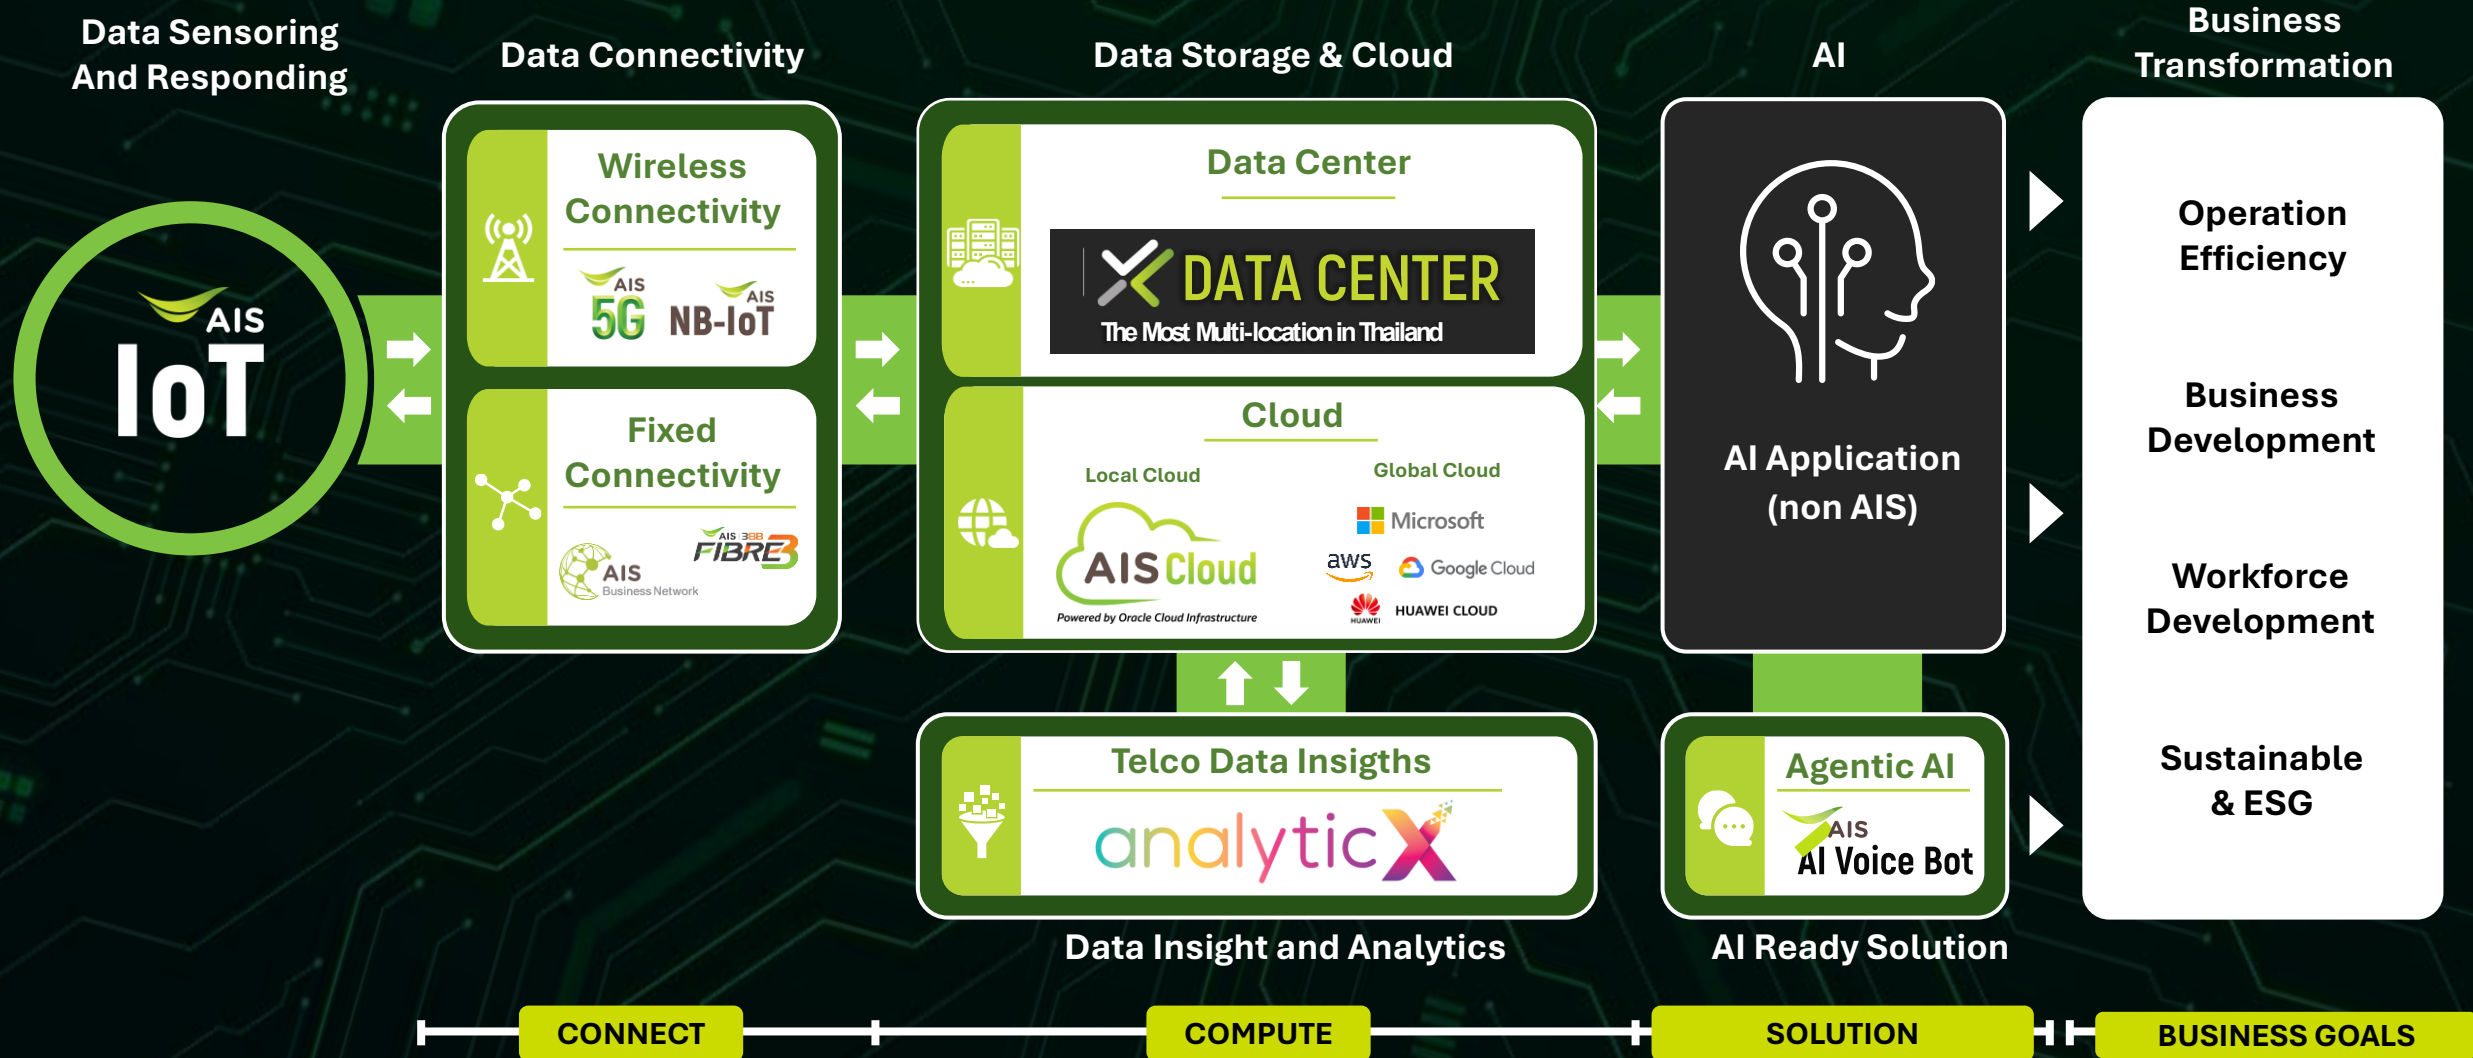 Data Sensoring
And Responding
AIS
IoT
Data Connectivity
Wireless
Connectivity
AIS
5G
AIS
NB-IoT
Fixed
Connectivity
AIS
Business Network
AIS 3BB
FIBRE3
Data Storage & Cloud
Data Center
DATA CENTER
The Most Multi-location in Thailand
Cloud
Local Cloud
AIS Cloud
Powered by Oracle Cloud Infrastructure
Global Cloud
Microsoft
aws
Google Cloud
HUAWEI
HUAWEI CLOUD
Telco Data Insigths
analyticX
Data Insight and Analytics
AI
AI Application
(non AIS)
Agentic AI
AIS
AI Voice Bot
AI Ready Solution
Business
Transformation
Operation
Efficiency
Business
Development
Workforce
Development
Sustainable
& ESG
CONNECT
COMPUTE
SOLUTION
BUSINESS GOALS